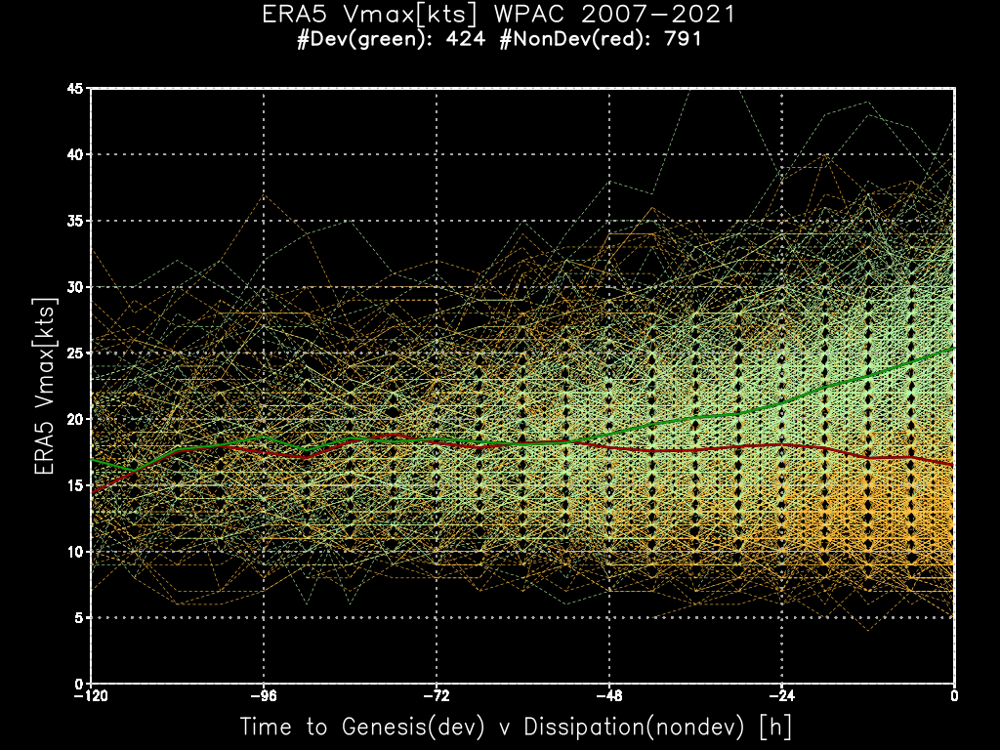 ERA5 Vmax[kts] WPAC 2007-2021
#Dev(green): 424 #NonDev(red): 791
45
40
35
30
25
20
15
10
5
0
ERA5 Vmax[kts]
-120 -96 -72 -48 -24 0
Time to Genesis(dev) v Dissipation(nondev) [h]